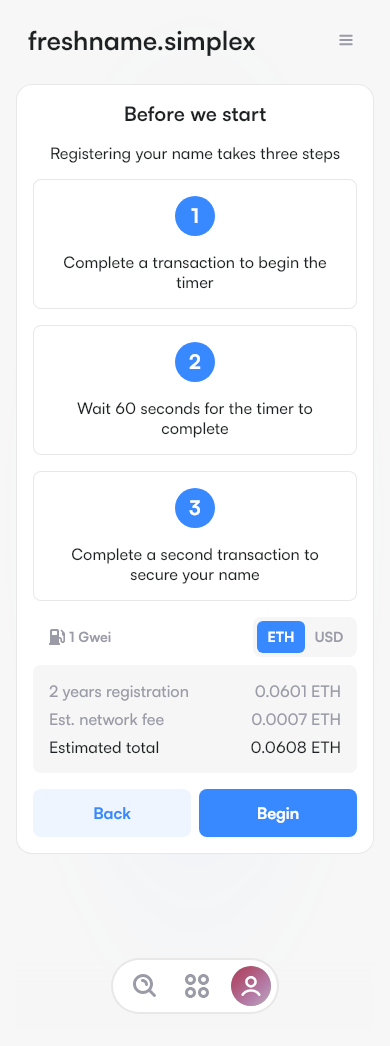 freshname.simplex
Before we start
Registering your name takes three steps
1
Complete a transaction to begin the
timer
2
Wait 60 seconds for the timer to
complete
3
Complete a second transaction to
secure your name
1 Gwei
ETH USD
2 years registration 0.0601 ETH
Est. network fee 0.0007 ETH
Estimated total 0.0608 ETH
Back Begin